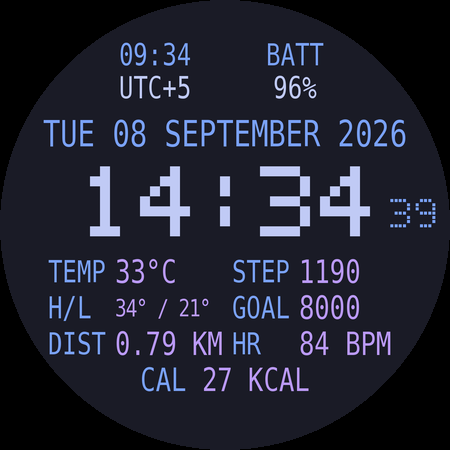 09:34 BATT
UTC+5 96%
TUE 08 SEPTEMBER 2026
14:34 39
TEMP 33°C STEP 1190
H/L 34° / 21° GOAL 8000
DIST 0.79 KM HR 84 BPM
CAL 27 KCAL